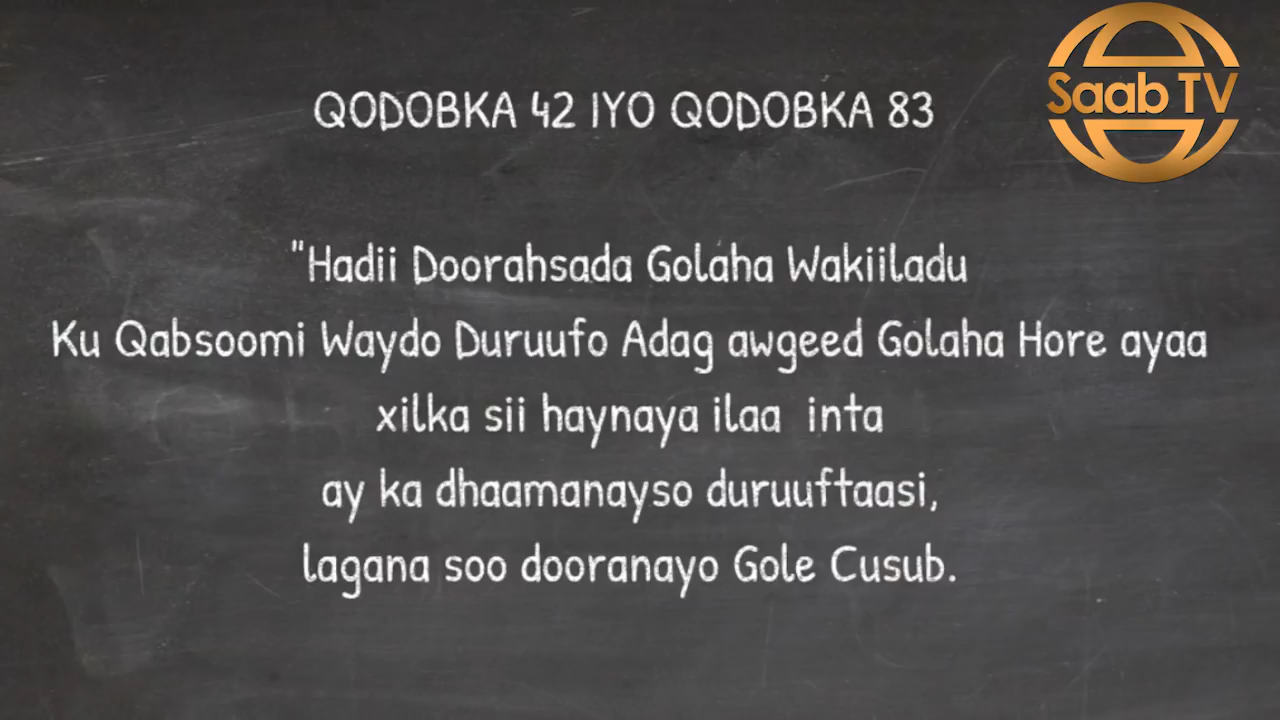 Saab TV
QODOBKA 42 IYO QODOBKA 83
"Hadii Doorahsada Golaha Wakiiladu
Ku Qabsoomi Waydo Duruufo Adag awgeed Golaha Hore ayaa
xilka sii haynaya ilaa inta
ay ka dhaamanayso duruuftaasi,
lagana soo dooranayo Gole Cusub.